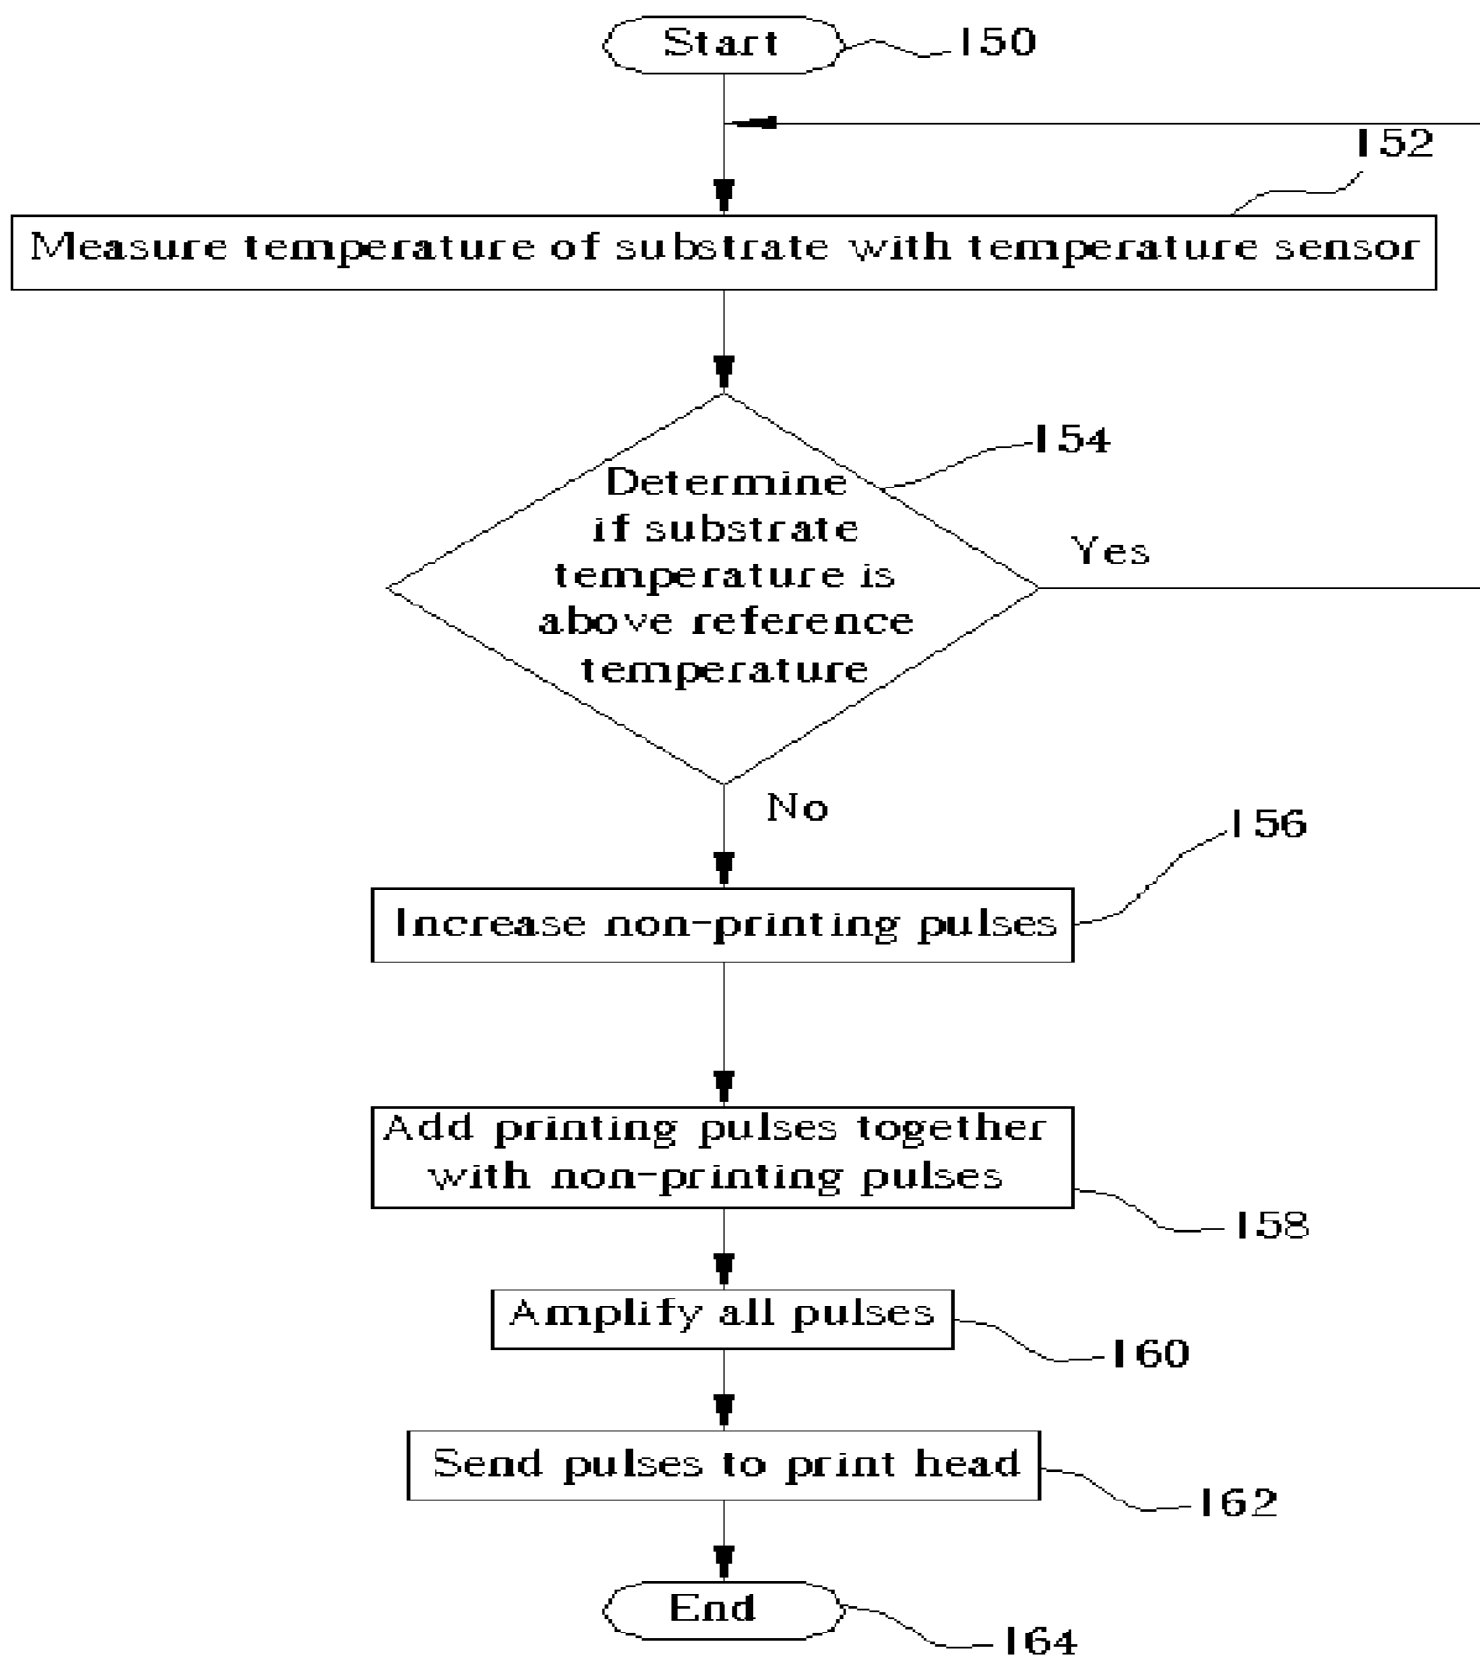 Start
150
152
Measure temperature of substrate with temperature sensor
154
Determine
if substrate
temperature is
above reference
temperature
Yes
No
156
Increase non-printing pulses
Add printing pulses together
with non-printing pulses
158
Amplify all pulses
160
Send pulses to print head
162
End
164